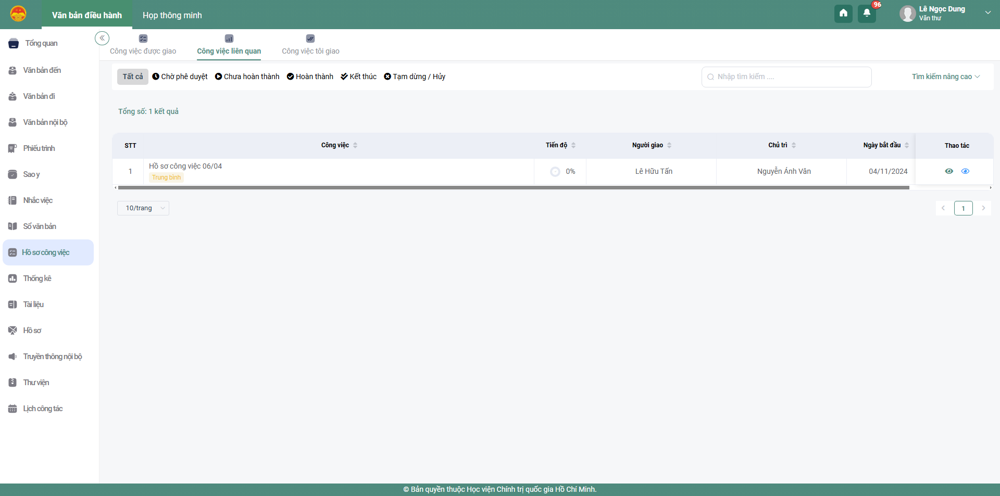 Văn bản điều hành
Họp thông minh
96
Lê Ngọc Dung
Văn thư
Tổng quan
Văn bản đến
Văn bản đi
Văn bản nội bộ
Phiếu trình
Sao y
Nhắc việc
Sổ văn bản
Hồ sơ công việc
Thống kê
Tài liệu
Hồ sơ
Truyền thông nội bộ
Thư viện
Lịch công tác
Công việc được giao
Công việc liên quan
Công việc tôi giao
Tất cả
Chờ phê duyệt
Chưa hoàn thành
Hoàn thành
Kết thúc
Tạm dừng / Hủy
Nhập tìm kiếm ....
Tìm kiếm nâng cao
Tổng số: 1 kết quả
STT Công việc Tiến độ Người giao Chủ trì Ngày bắt đầu Thao tác
1 Hồ sơ công việc 06/04 0% Lê Hữu Tấn Nguyễn Ánh Vân 04/11/2024
Trung bình
10/trang
1
© Bản quyền thuộc Học viện Chính trị quốc gia Hồ Chí Minh.